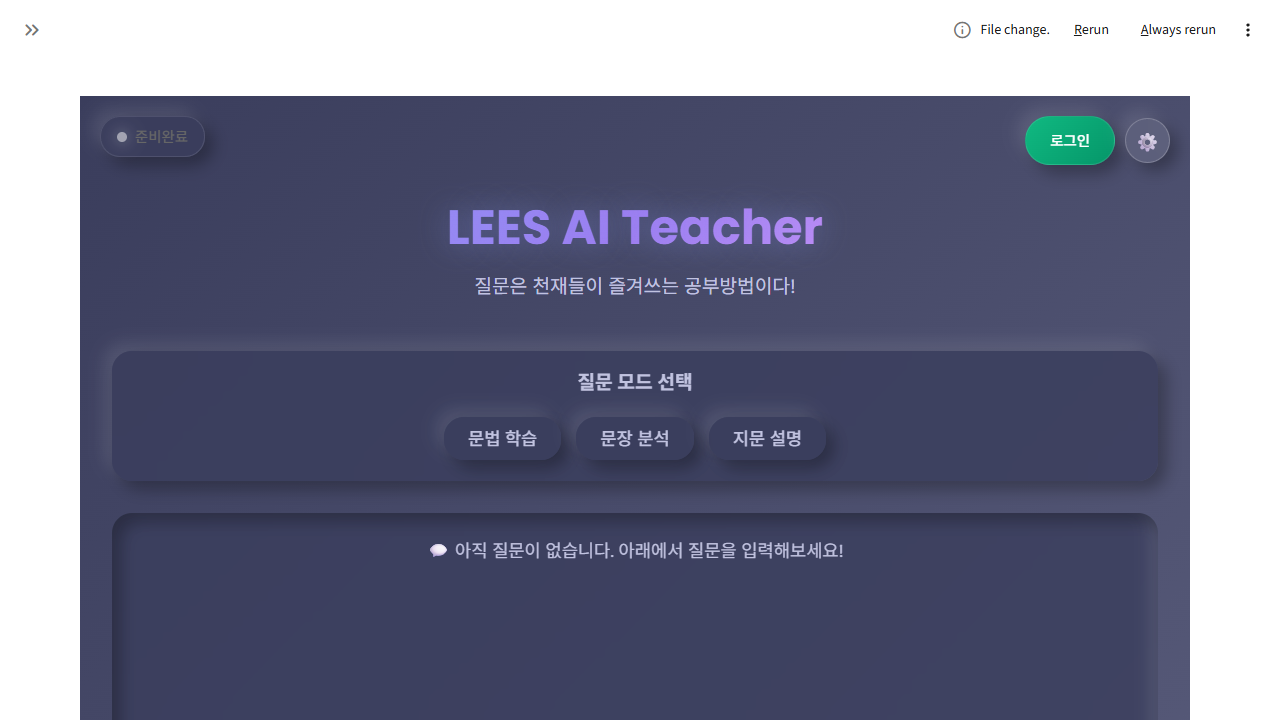 File change.
Rerun
Always rerun
준비완료
로그인
LEES AI Teacher
질문은 천재들이 즐겨쓰는 공부방법이다!
질문 모드 선택
문법 학습
문장 분석
지문 설명
아직 질문이 없습니다. 아래에서 질문을 입력해보세요!